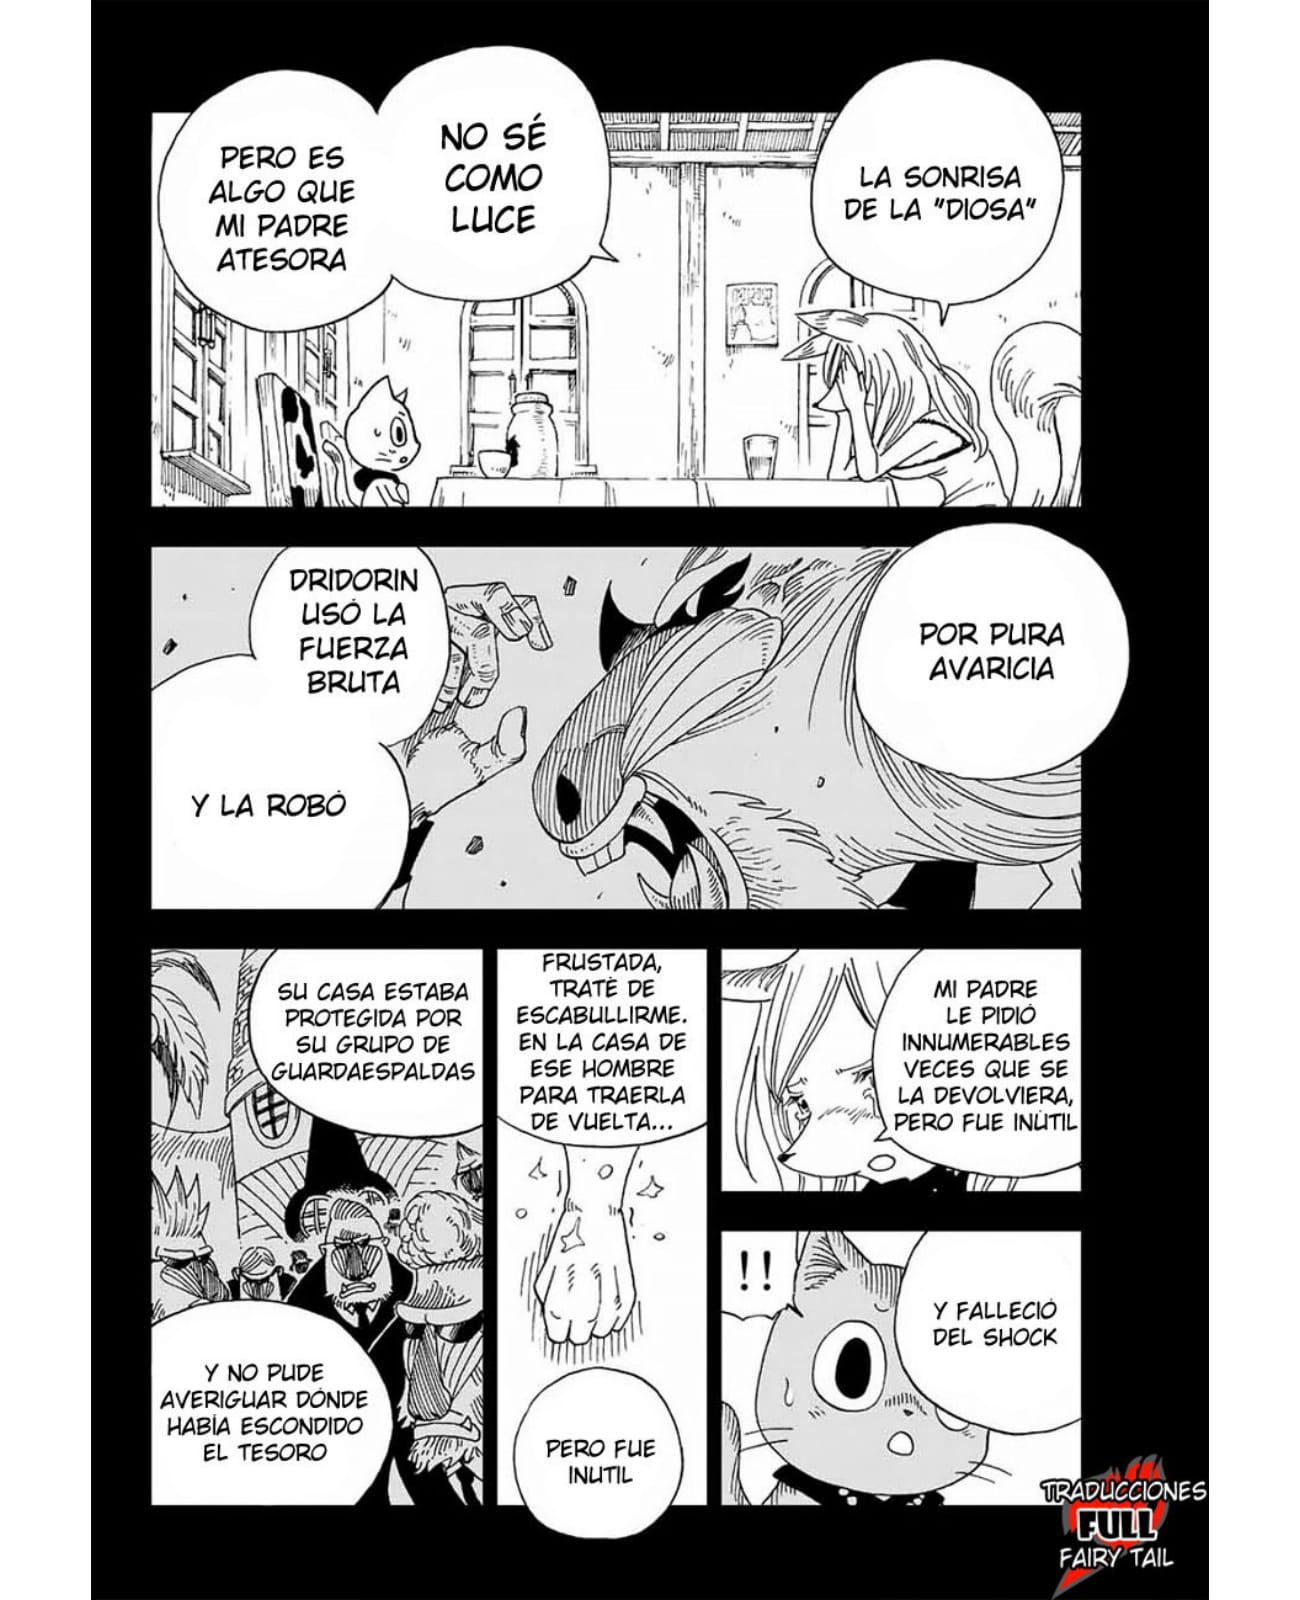 LA SONRISA
DE LA "DIOSA"
NO SÉ
COMO
LUCE
PERO ES
ALGO QUE
MI PADRE
ATESORA
POR PURA
AVARICIA
DRIDORIN
USÓ LA
FUERZA
BRUTA
Y LA ROBÓ
MI PADRE
LE PIDIÓ
INNUMERABLES
VECES QUE SE
LA DEVOLVIERA,
PERO FUE INÚTIL
Y FALLECIÓ
DEL SHOCK
!!
FRUSTADA,
TRATÉ DE
ESCABULLIRME.
EN LA CASA DE
ESE HOMBRE
PARA TRAERLA
DE VUELTA...
PERO FUE
INUTIL
SU CASA ESTABA
PROTEGIDA POR
SU GRUPO DE
GUARDAESPALDAS
Y NO PUDE
AVERIGUAR DÓNDE
HABÍA ESCONDIDO
EL TESORO
TRADUCCIONES
FULL
FAIRY TAIL